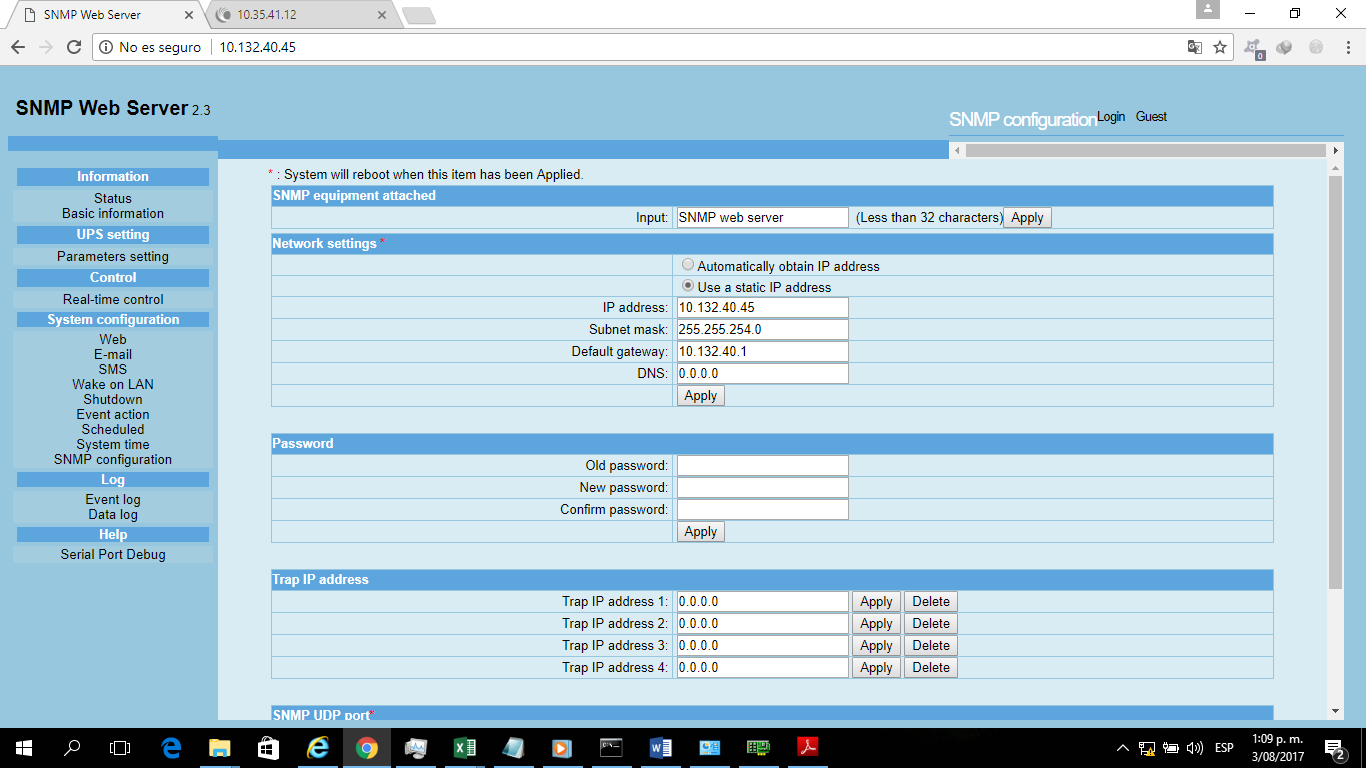 SNMP Web Server
10.35.41.12
No es seguro 10.132.40.45
0
SNMP Web Server 2.3
SNMP configuration Login Guest
Information
Status
Basic information
UPS setting
Parameters setting
Control
Real-time control
System configuration
Web
E-mail
SMS
Wake on LAN
Shutdown
Event action
Scheduled
System time
SNMP configuration
Log
Event log
Data log
Help
Serial Port Debug
* : System will reboot when this item has been Applied.
SNMP equipment attached
Input: SNMP web server (Less than 32 characters) Apply
Network settings *
Automatically obtain IP address
Use a static IP address
IP address: 10.132.40.45
Subnet mask: 255.255.254.0
Default gateway: 10.132.40.1
DNS: 0.0.0.0
Apply
Password
Old password:
New password:
Confirm password:
Apply
Trap IP address
Trap IP address 1: 0.0.0.0 Apply Delete
Trap IP address 2: 0.0.0.0 Apply Delete
Trap IP address 3: 0.0.0.0 Apply Delete
Trap IP address 4: 0.0.0.0 Apply Delete
SNMP UDP port*
ESP
1:09 p. m.
3/08/2017
2